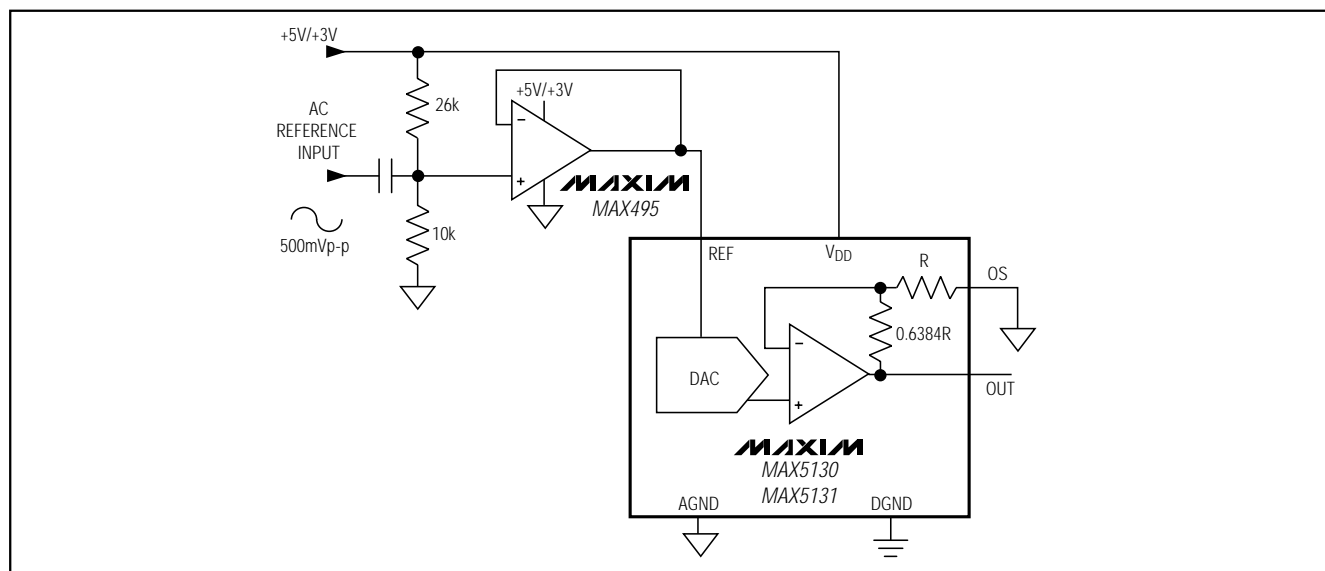 +5V/+3V
26k
+5V/+3V
AC
REFERENCE
INPUT
−
+
MAXIM
MAX495
500mVp-p
10k
REF
VDD
R
OS
−
0.6384R
DAC
+
OUT
MAXIM
MAX5130
MAX5131
AGND
DGND